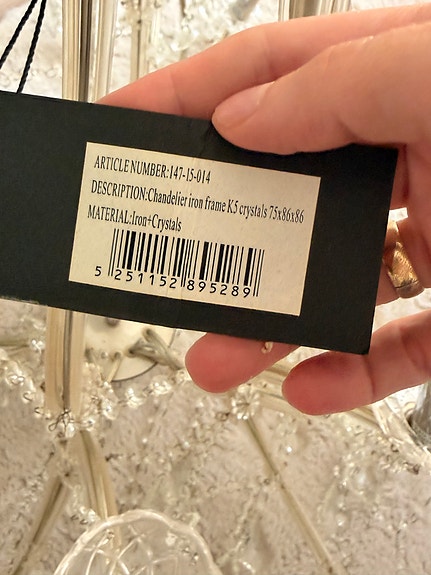 ARTICLE NUMBER:147-15-014
DESCRIPTION:Chandelier iron frame K5 crystals 75x86x86
MATERIAL:Iron+Crystals
5 251152 895289